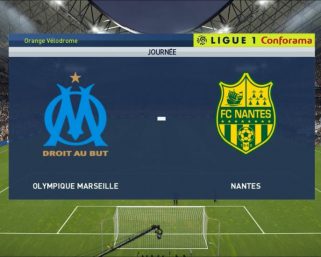 Orange Vélodrome
LIGUE 1 Conforama
JOURNÉE
-
DROIT AU BUT
FC NANTES
OLYMPIQUE MARSEILLE
NANTES